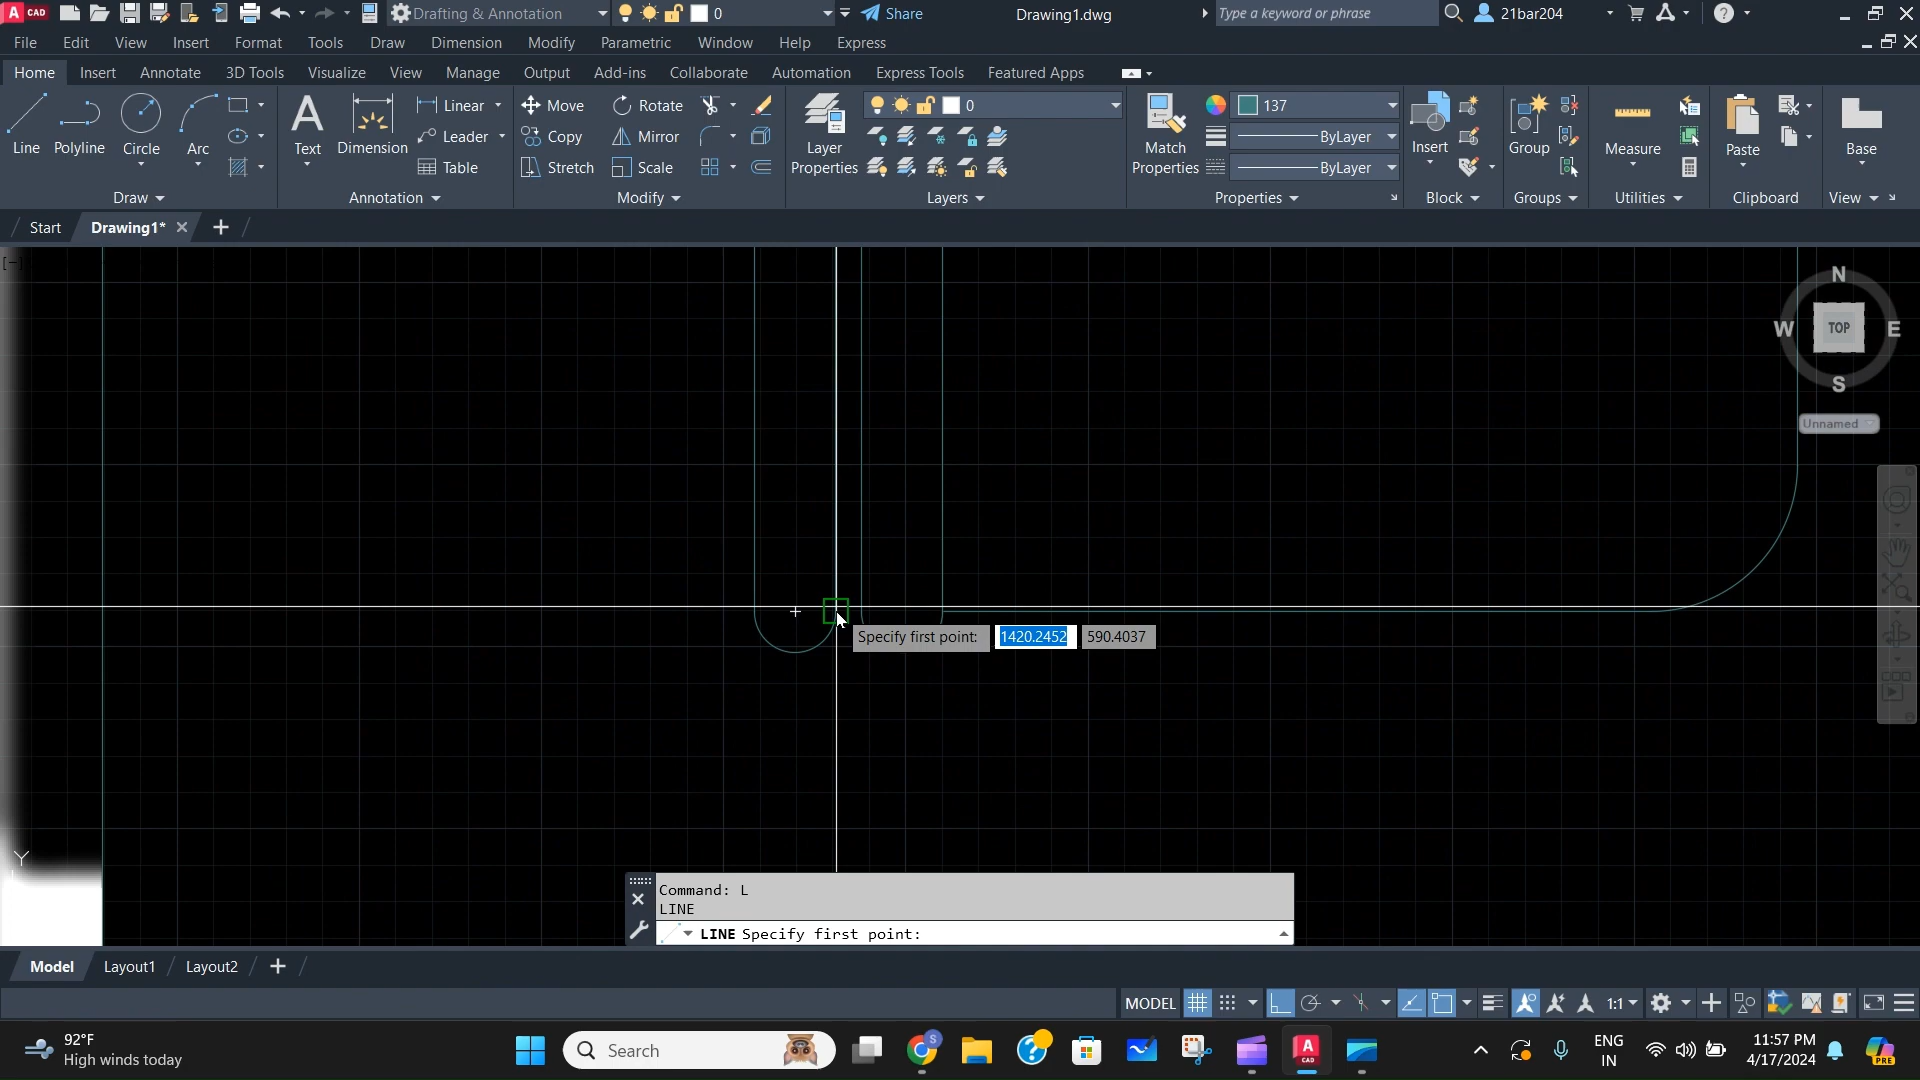 A CAD
Drafting & Annotation
0
Share
Drawing1.dwg
Type a keyword or phrase
21bar204
File Edit View Insert Format Tools Draw Dimension Modify Parametric Window Help Express
Home Insert Annotate 3D Tools Visualize View Manage Output Add-ins Collaborate Automation Express Tools Featured Apps
Linear Move Rotate 0 137
Line Polyline Circle Arc Text Dimension Leader Copy Mirror Layer Properties Match Properties ByLayer Insert Group Measure Paste Base
Table Stretch Scale ByLayer
Draw Annotation Modify Layers Properties Block Groups Utilities Clipboard View
Start Drawing1* +
[-]
N
W TOP E
S
Unnamed
Specify first point: 1420.2452 590.4037
Y
Command: L
LINE
LINE Specify first point:
Model Layout1 Layout2 +
MODEL 1:1
92°F
High winds today
Search
ENG
IN
11:57 PM
4/17/2024
PRE